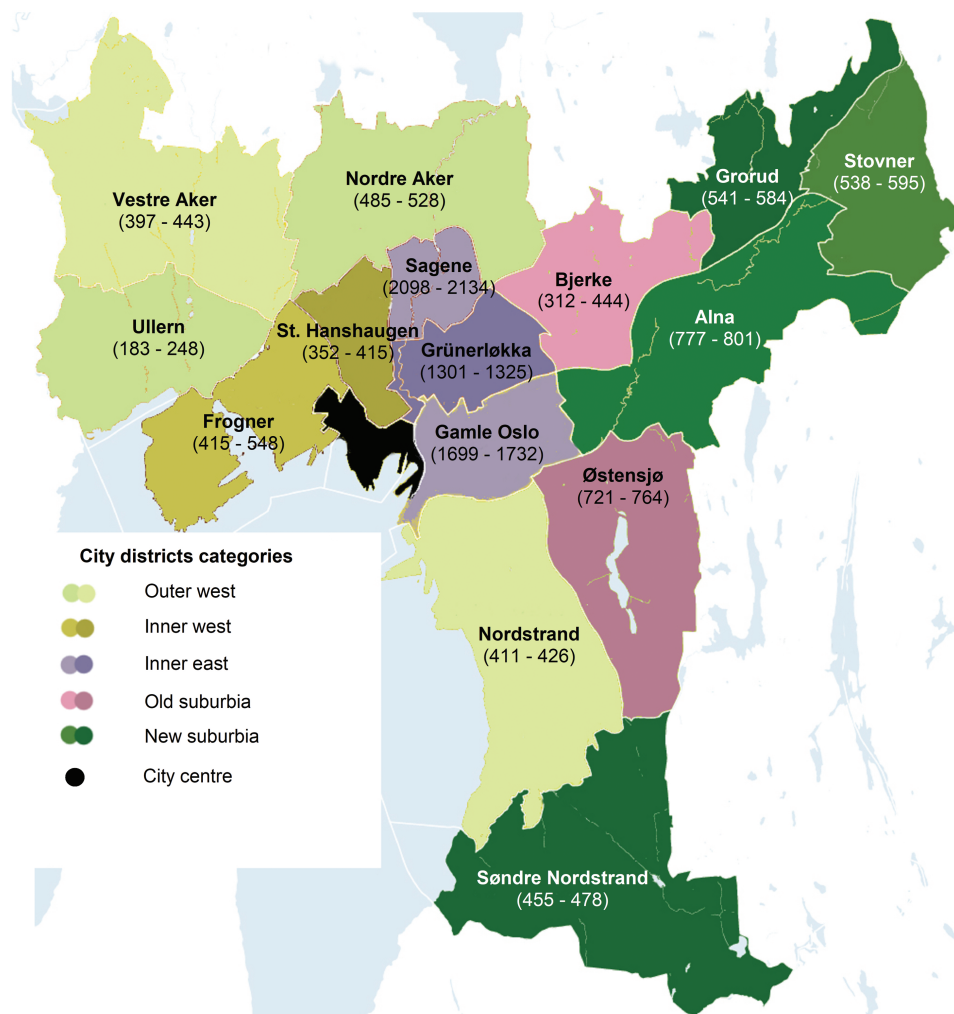 Vestre Aker
(397 - 443)
Nordre Aker
(485 - 528)
Grorud
(541 - 584)
Stovner
(538 - 595)
Sagene
(2098 - 2134)
Bjerke
(312 - 444)
Ullern
(183 - 248)
St. Hanshaugen
(352 - 415)
Grünerløkka
(1301 - 1325)
Alna
(777 - 801)
Frogner
(415 - 548)
Gamle Oslo
(1699 - 1732)
Østensjø
(721 - 764)
Nordstrand
(411 - 426)
Søndre Nordstrand
(455 - 478)
City districts categories
Outer west
Inner west
Inner east
Old suburbia
New suburbia
City centre